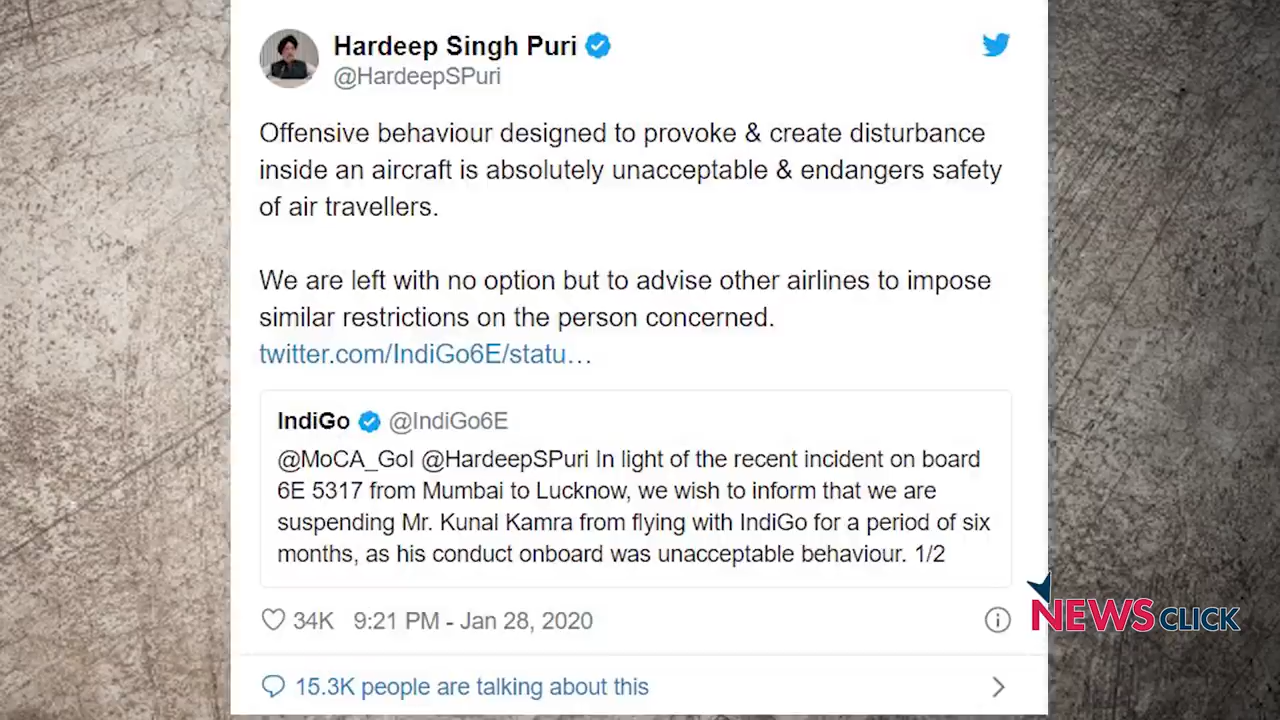 Hardeep Singh Puri
@HardeepSPuri
Offensive behaviour designed to provoke & create disturbance
inside an aircraft is absolutely unacceptable & endangers safety
of air travellers.
We are left with no option but to advise other airlines to impose
similar restrictions on the person concerned.
twitter.com/IndiGo6E/statu…
IndiGo @IndiGo6E
@MoCA_GoI @HardeepSPuri In light of the recent incident on board
6E 5317 from Mumbai to Lucknow, we wish to inform that we are
suspending Mr. Kunal Kamra from flying with IndiGo for a period of six
months, as his conduct onboard was unacceptable behaviour. 1/2
34K 9:21 PM - Jan 28, 2020
NEWSCLICK
15.3K people are talking about this